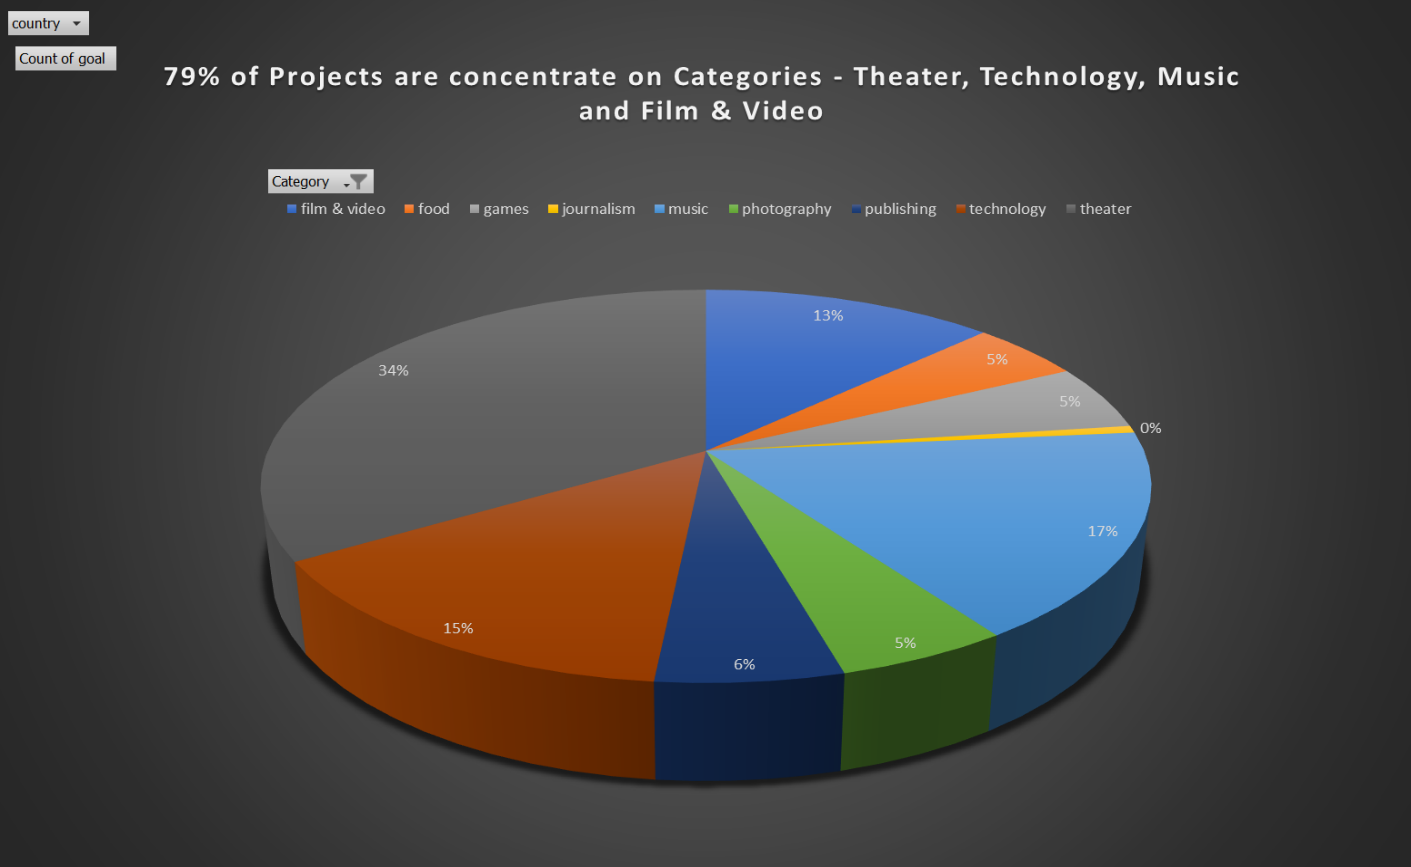 country
Count of goal
79% of Projects are concentrate on Categories - Theater, Technology, Music
and Film & Video
Category
film & video food games journalism music photography publishing technology theater
13%
5%
34%
5%
0%
17%
15%
5%
6%